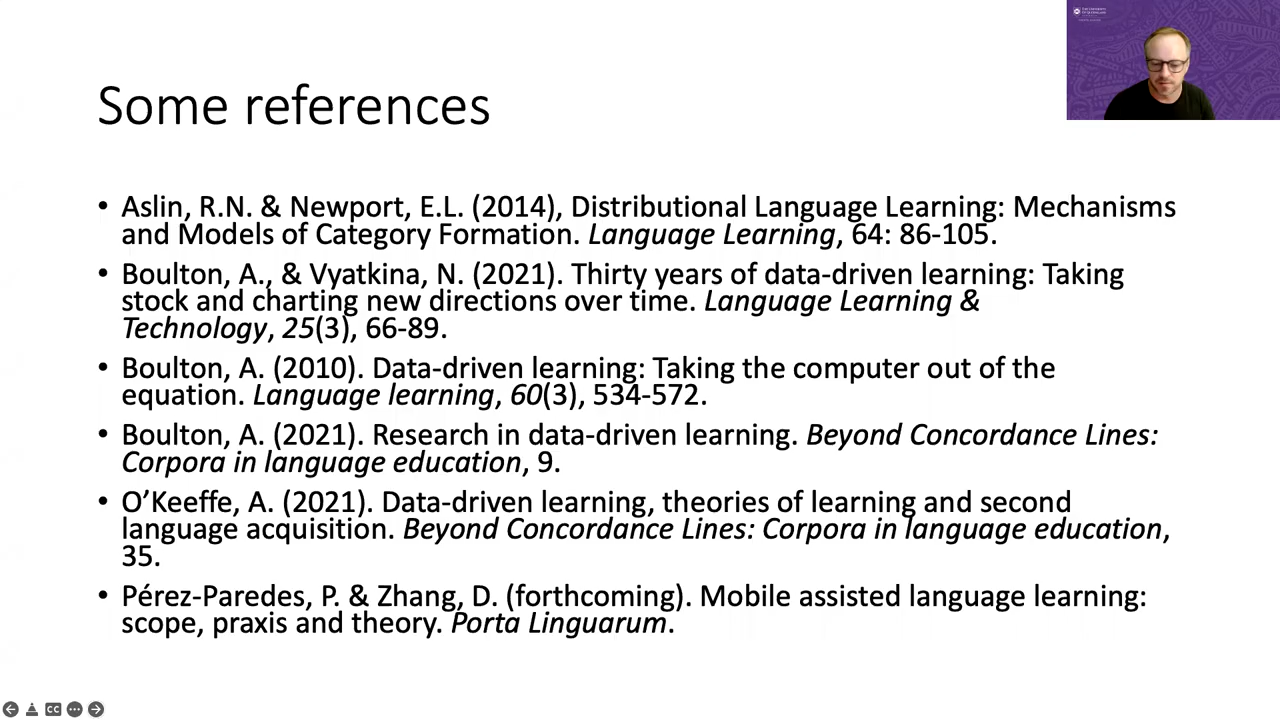 Some references
• Aslin, R.N. & Newport, E.L. (2014), Distributional Language Learning: Mechanisms
and Models of Category Formation. Language Learning, 64: 86-105.
• Boulton, A., & Vyatkina, N. (2021). Thirty years of data-driven learning: Taking
stock and charting new directions over time. Language Learning &
Technology, 25(3), 66-89.
• Boulton, A. (2010). Data-driven learning: Taking the computer out of the
equation. Language learning, 60(3), 534-572.
• Boulton, A. (2021). Research in data-driven learning. Beyond Concordance Lines:
Corpora in language education, 9.
• O’Keeffe, A. (2021). Data-driven learning, theories of learning and second
language acquisition. Beyond Concordance Lines: Corpora in language education,
35.
• Pérez-Paredes, P. & Zhang, D. (forthcoming). Mobile assisted language learning:
scope, praxis and theory. Porta Linguarum.
CC